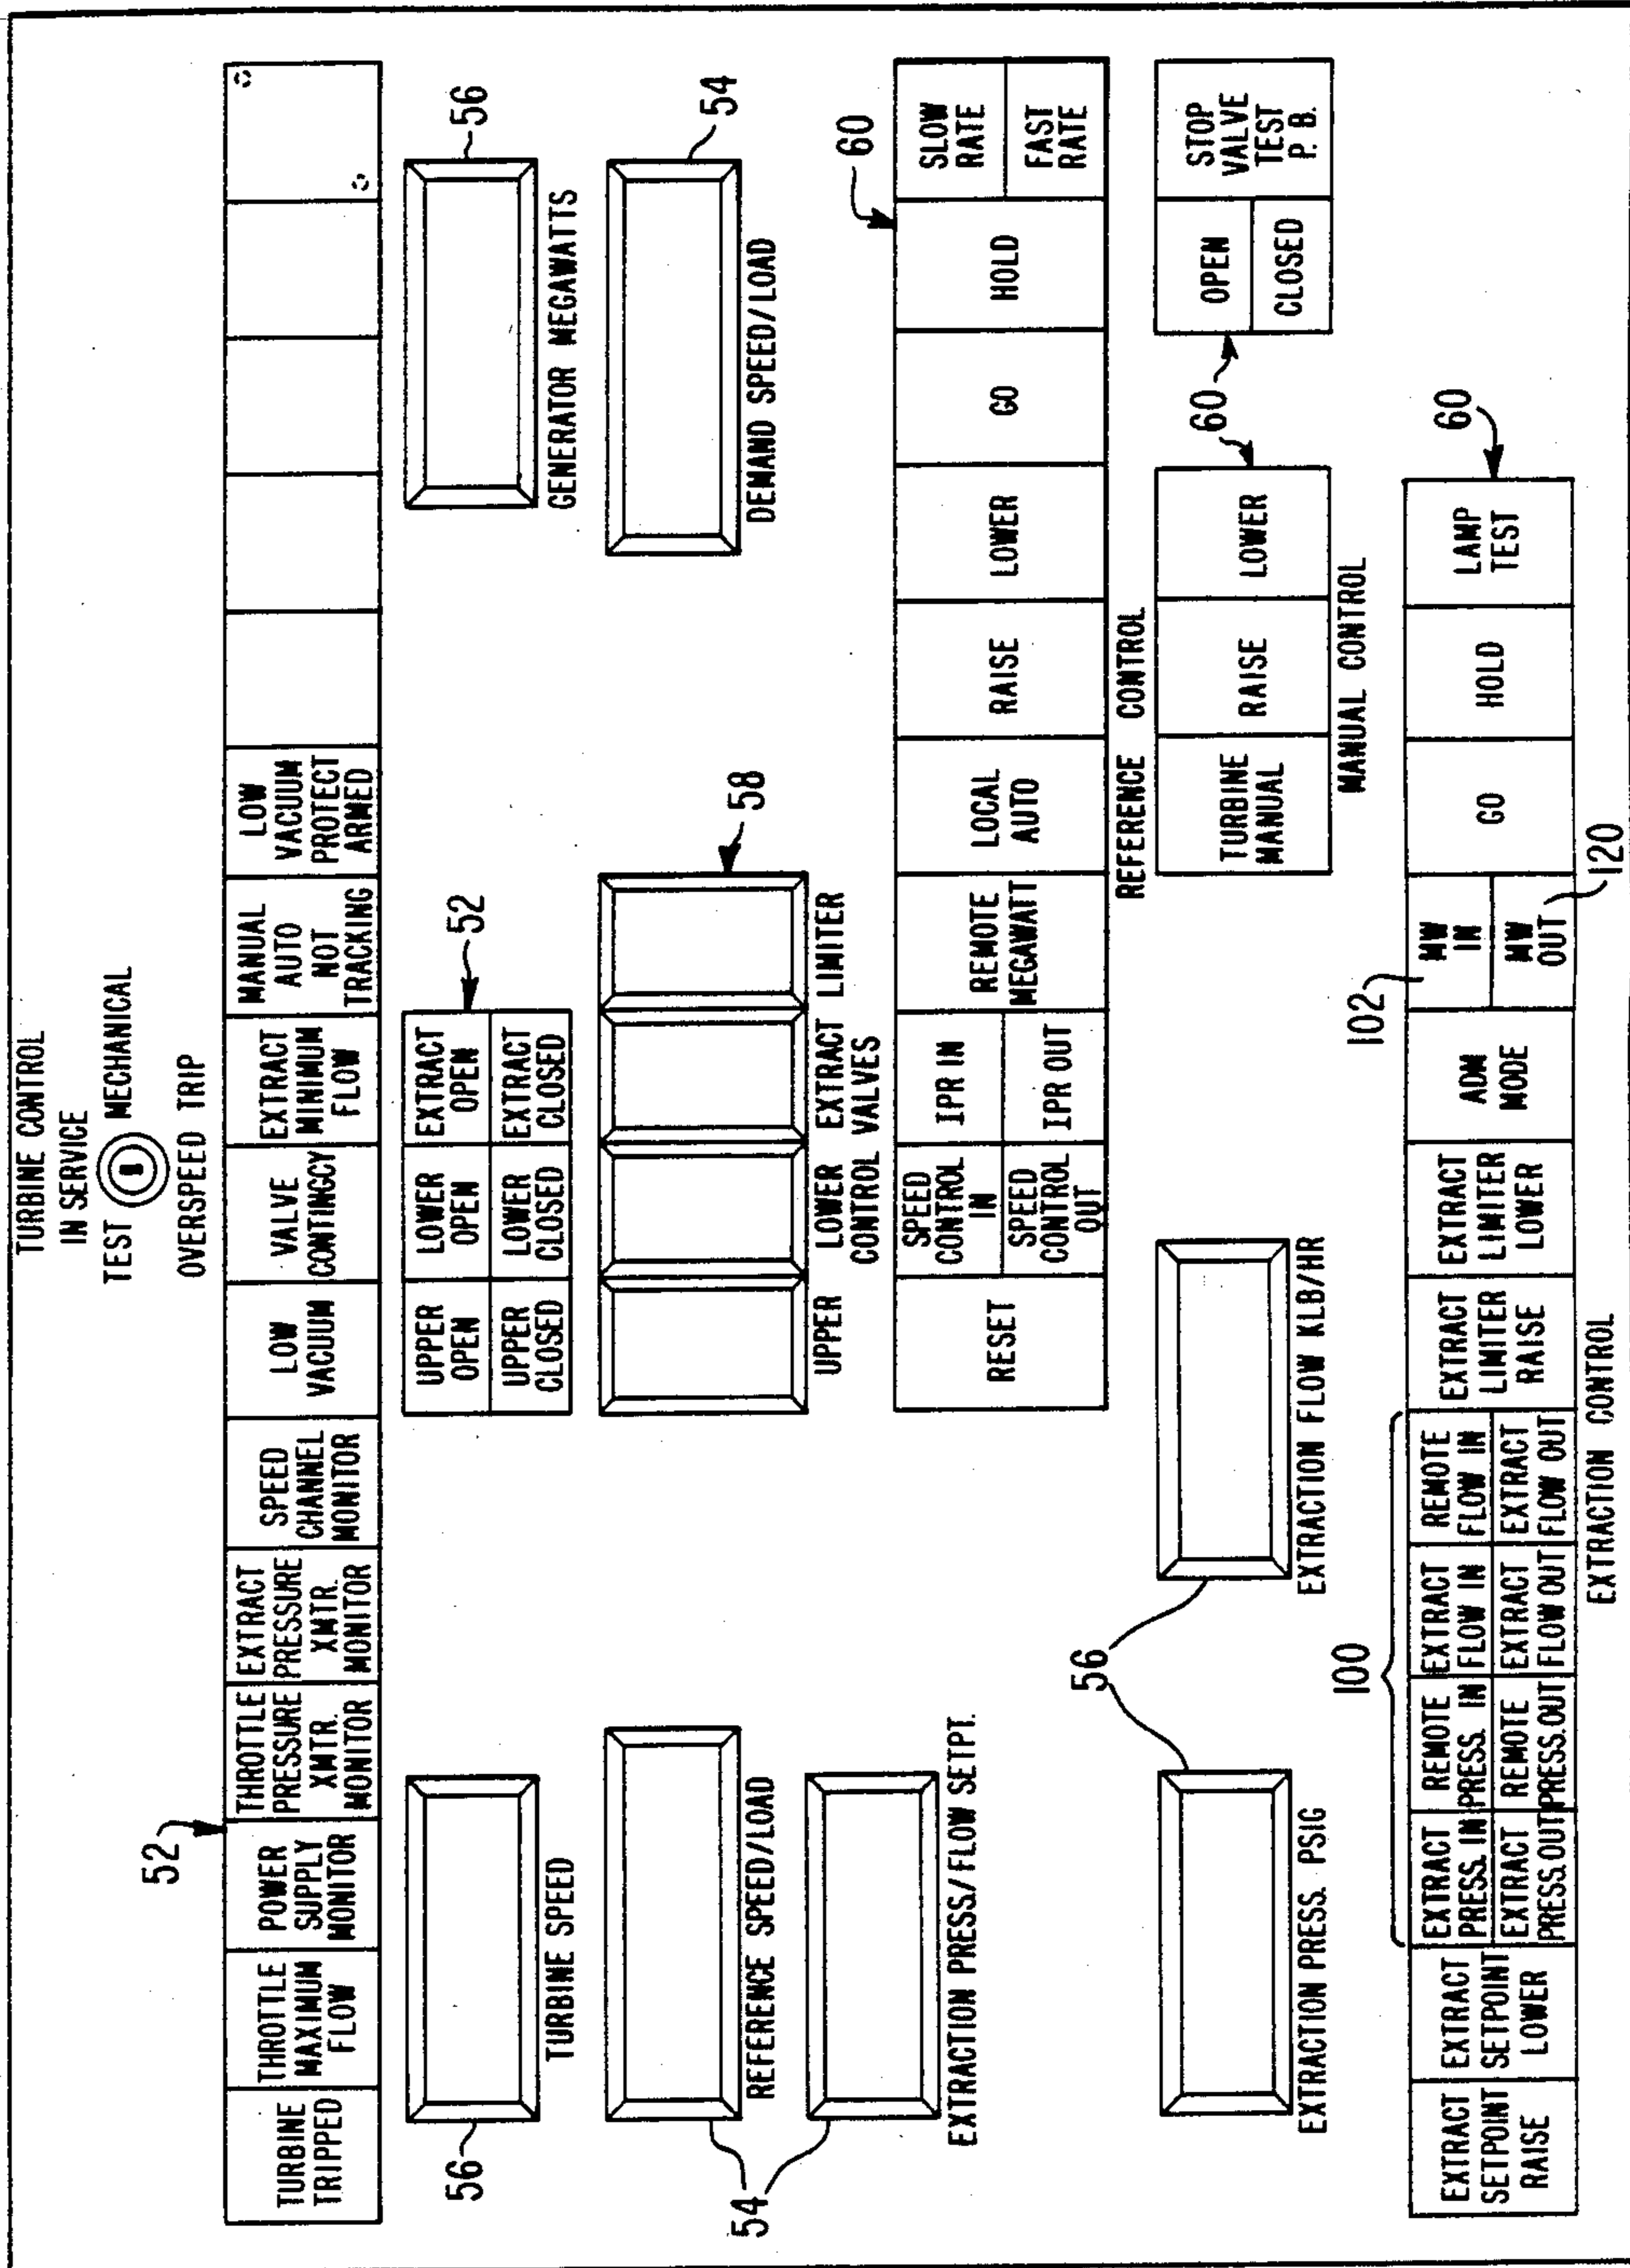 TURBINE CONTROL
IN SERVICE
TEST
MECHANICAL
OVERSPEED TRIP
52
TURBINE
TRIPPED
THROTTLE
MAXIMUM
FLOW
POWER
SUPPLY
MONITOR
THROTTLE
PRESSURE
XMTR.
MONITOR
EXTRACT
PRESSURE
XMTR.
MONITOR
SPEED
CHANNEL
MONITOR
LOW
VACUUM
VALVE
CONTINGCY
EXTRACT
MINIMUM
FLOW
MANUAL
AUTO
NOT
TRACKING
LOW
VACUUM
PROTECT
ARMED
56
TURBINE SPEED
UPPER
OPEN
LOWER
OPEN
EXTRACT
OPEN
UPPER
CLOSED
LOWER
CLOSED
EXTRACT
CLOSED
52
56
GENERATOR MEGAWATTS
54
REFERENCE SPEED/LOAD
58
UPPER
LOWER
EXTRACT
LIMITER
CONTROL VALVES
54
DEMAND SPEED/LOAD
EXTRACTION PRESS./FLOW SETPT.
60
RESET
SPEED
CONTROL
IN
SPEED
CONTROL
OUT
IPR IN
IPR OUT
REMOTE
MEGAWATT
LOCAL
AUTO
RAISE
LOWER
GO
HOLD
SLOW
RATE
FAST
RATE
REFERENCE CONTROL
56
EXTRACTION PRESS. PSIG
EXTRACTION FLOW KLB/HR
TURBINE
MANUAL
RAISE
LOWER
MANUAL CONTROL
60
OPEN
CLOSED
STOP
VALVE
TEST
P. B.
100
102
60
EXTRACT
SETPOINT
RAISE
EXTRACT
SETPOINT
LOWER
EXTRACT
PRESS. IN
EXTRACT
PRESS. OUT
REMOTE
PRESS. IN
REMOTE
PRESS. OUT
EXTRACT
FLOW IN
EXTRACT
FLOW OUT
REMOTE
FLOW IN
EXTRACT
FLOW OUT
EXTRACT
LIMITER
RAISE
EXTRACT
LIMITER
LOWER
ADM
MODE
MW
IN
MW
OUT
GO
HOLD
LAMP
TEST
120
EXTRACTION CONTROL